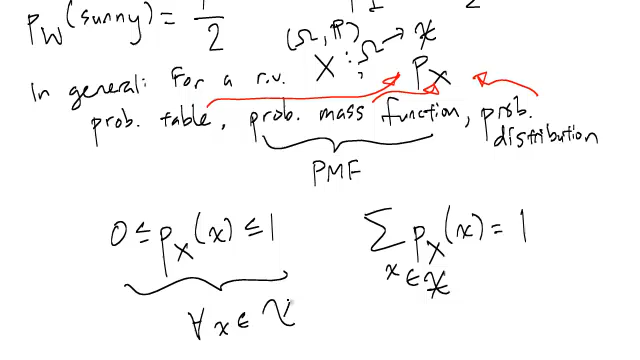 p_W(sunny) = 1/2
(Ω, P)
In general: For a r.v. X : Ω → 𝒳, p_X
prob. table, prob. mass function, prob. distribution
PMF
0 ≤ p_X(x) ≤ 1 ∑_{x ∈ 𝒳} p_X(x) = 1
∀ x ∈ 𝒳